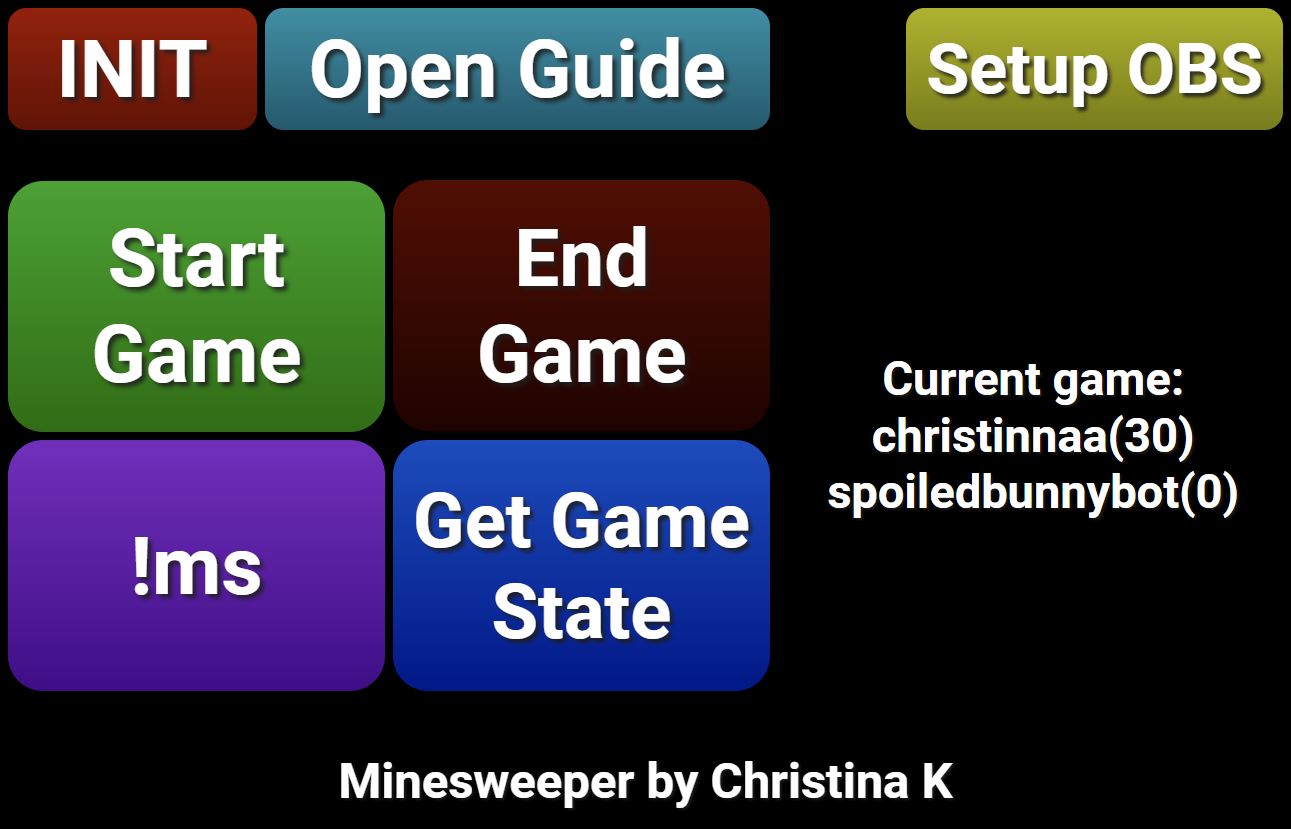 INIT
Open Guide
Setup OBS
Start
Game
End
Game
!ms
Get Game
State
Current game:
christinnaa(30)
spoiledbunnybot(0)
Minesweeper by Christina K